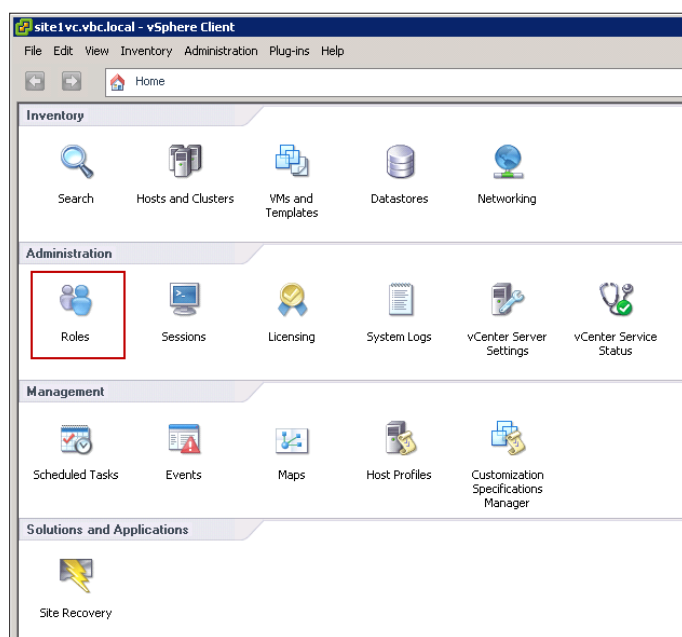 site1vc.vbc.local - vSphere Client
File Edit View Inventory Administration Plug-ins Help
Home
Inventory
Search
Hosts and Clusters
VMs and
Templates
Datastores
Networking
Administration
Roles
Sessions
Licensing
System Logs
vCenter Server
Settings
vCenter Service
Status
Management
Scheduled Tasks
Events
Maps
Host Profiles
Customization
Specifications
Manager
Solutions and Applications
Site Recovery